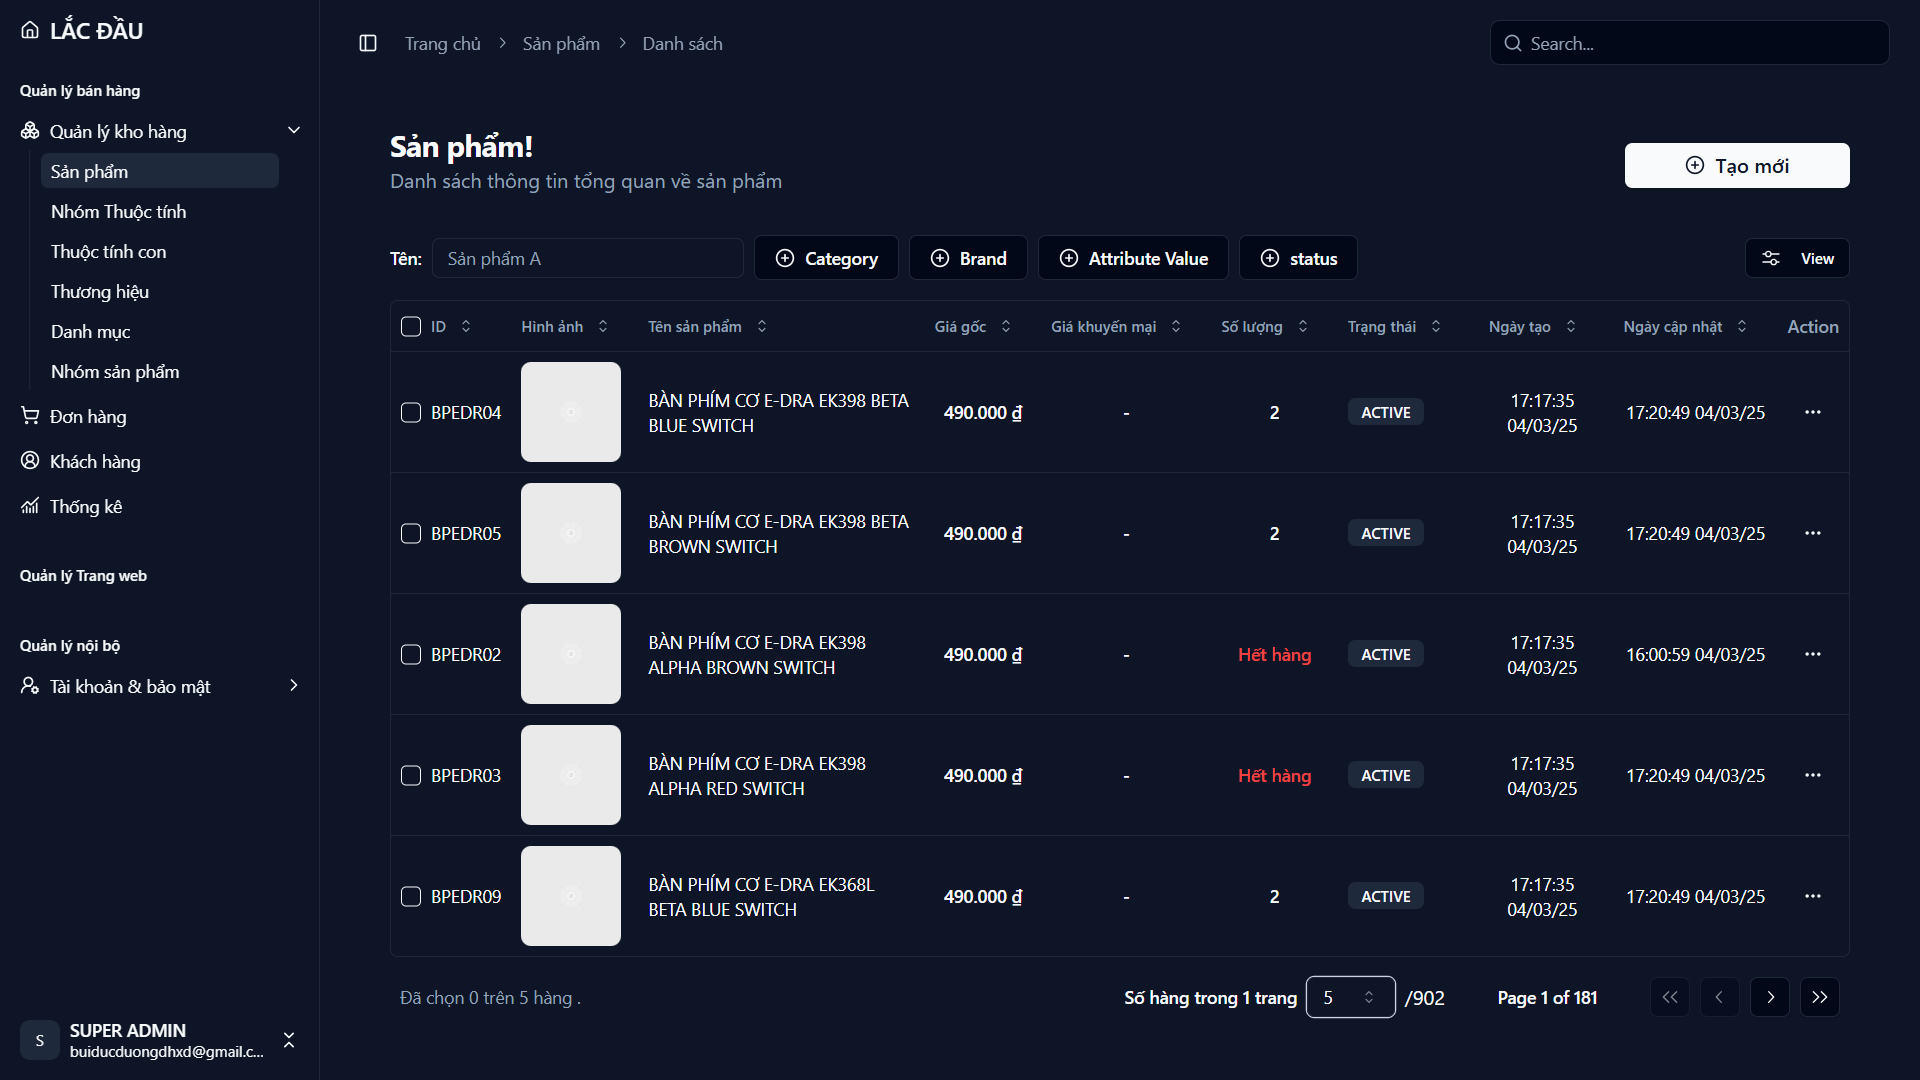 LẮC ĐẦU
Quản lý bán hàng
Quản lý kho hàng
Sản phẩm
Nhóm Thuộc tính
Thuộc tính con
Thương hiệu
Danh mục
Nhóm sản phẩm
Đơn hàng
Khách hàng
Thống kê
Quản lý Trang web
Quản lý nội bộ
Tài khoản & bảo mật
S
SUPER ADMIN
buiducduongdhxd@gmail.c...
Trang chủ > Sản phẩm > Danh sách
Search...
Sản phẩm!
Danh sách thông tin tổng quan về sản phẩm
Tạo mới
Tên: Sản phẩm A Category Brand Attribute Value status View
ID Hình ảnh Tên sản phẩm Giá gốc Giá khuyến mại Số lượng Trạng thái Ngày tạo Ngày cập nhật Action
BPEDR04 BÀN PHÍM CƠ E-DRA EK398 BETA BLUE SWITCH 490.000 ₫ - 2 ACTIVE 17:17:35 04/03/25 17:20:49 04/03/25
BPEDR05 BÀN PHÍM CƠ E-DRA EK398 BETA BROWN SWITCH 490.000 ₫ - 2 ACTIVE 17:17:35 04/03/25 17:20:49 04/03/25
BPEDR02 BÀN PHÍM CƠ E-DRA EK398 ALPHA BROWN SWITCH 490.000 ₫ - Hết hàng ACTIVE 17:17:35 04/03/25 16:00:59 04/03/25
BPEDR03 BÀN PHÍM CƠ E-DRA EK398 ALPHA RED SWITCH 490.000 ₫ - Hết hàng ACTIVE 17:17:35 04/03/25 17:20:49 04/03/25
BPEDR09 BÀN PHÍM CƠ E-DRA EK368L BETA BLUE SWITCH 490.000 ₫ - 2 ACTIVE 17:17:35 04/03/25 17:20:49 04/03/25
Đã chọn 0 trên 5 hàng .
Số hàng trong 1 trang 5 /902
Page 1 of 181